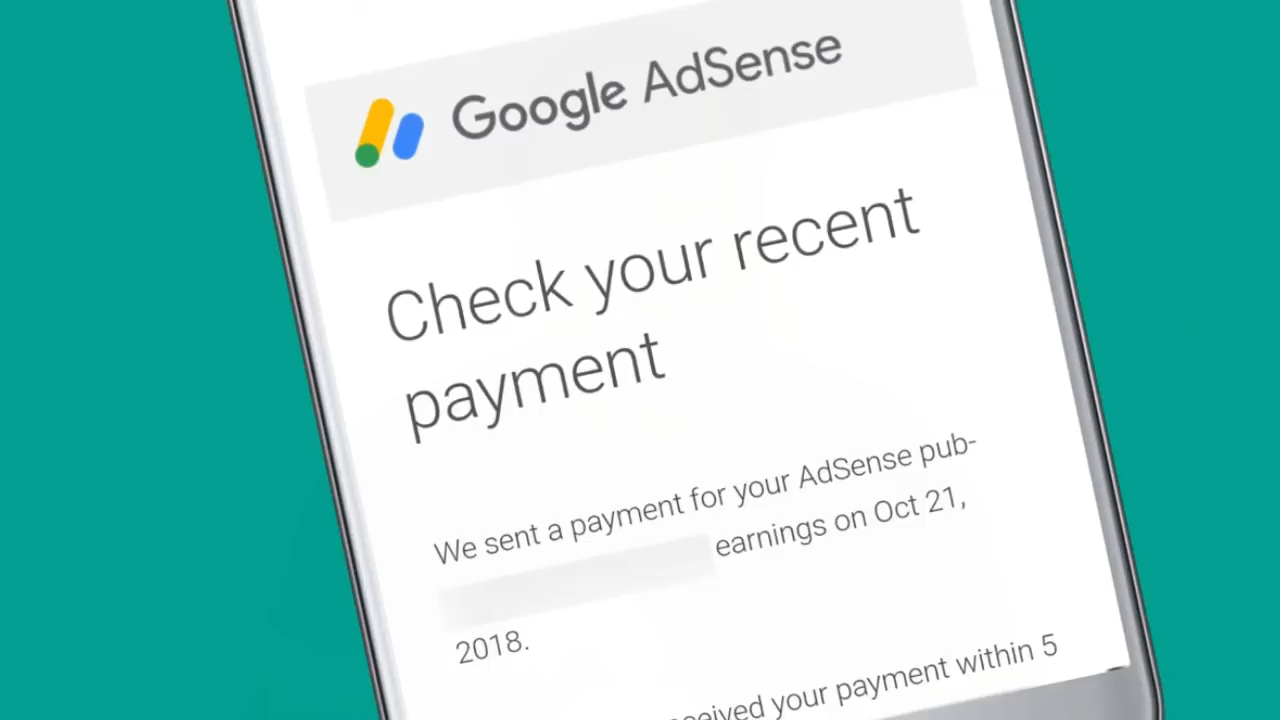 Google AdSense
Check your recent
payment
We sent a payment for your AdSense pub-
earnings on Oct 21,
2018.
your payment within 5